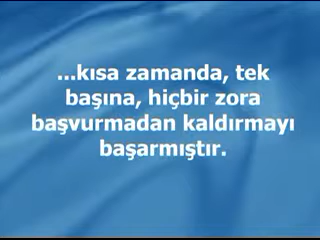 ...kısa zamanda, tek
başına, hiçbir zora
başvurmadan kaldırmayı
başarmıştır.